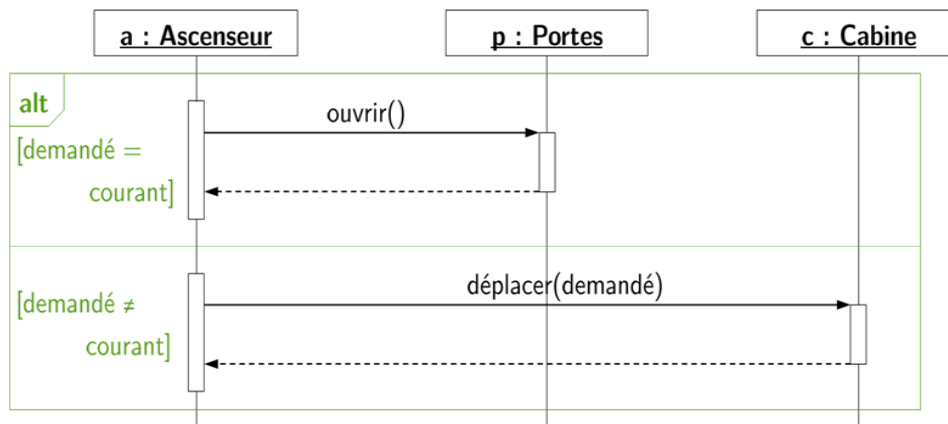 a : Ascenseur
p : Portes
c : Cabine
alt
ouvrir()
[demandé =
courant]
déplacer(demandé)
[demandé ≠
courant]